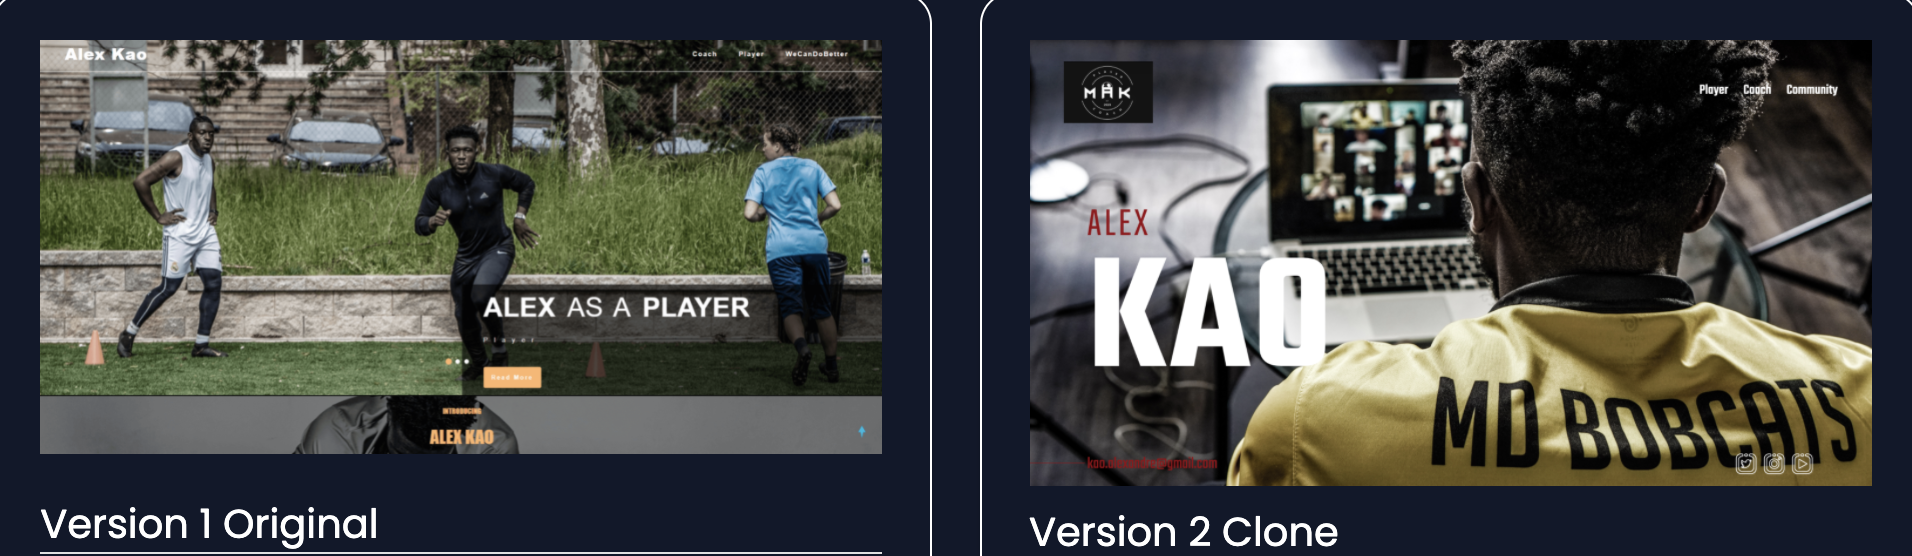 Alex Kao
Coach Player WeCanDoBetter
ALEX AS A PLAYER
Player
Read More
INTRODUCING
ALEX KAO
Version 1 Original
MAK
Player Coach Community
ALEX
KAO
MD BOBCATS
Version 2 Clone